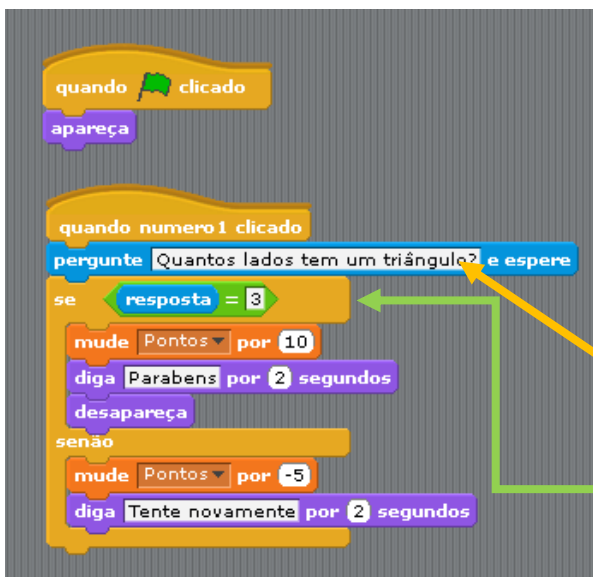 quando clicado
apareça
quando numero1 clicado
pergunte Quantos lados tem um triângulo? e espere
se resposta = 3
mude Pontos por 10
diga Parabens por 2 segundos
desapareça
senão
mude Pontos por -5
diga Tente novamente por 2 segundos